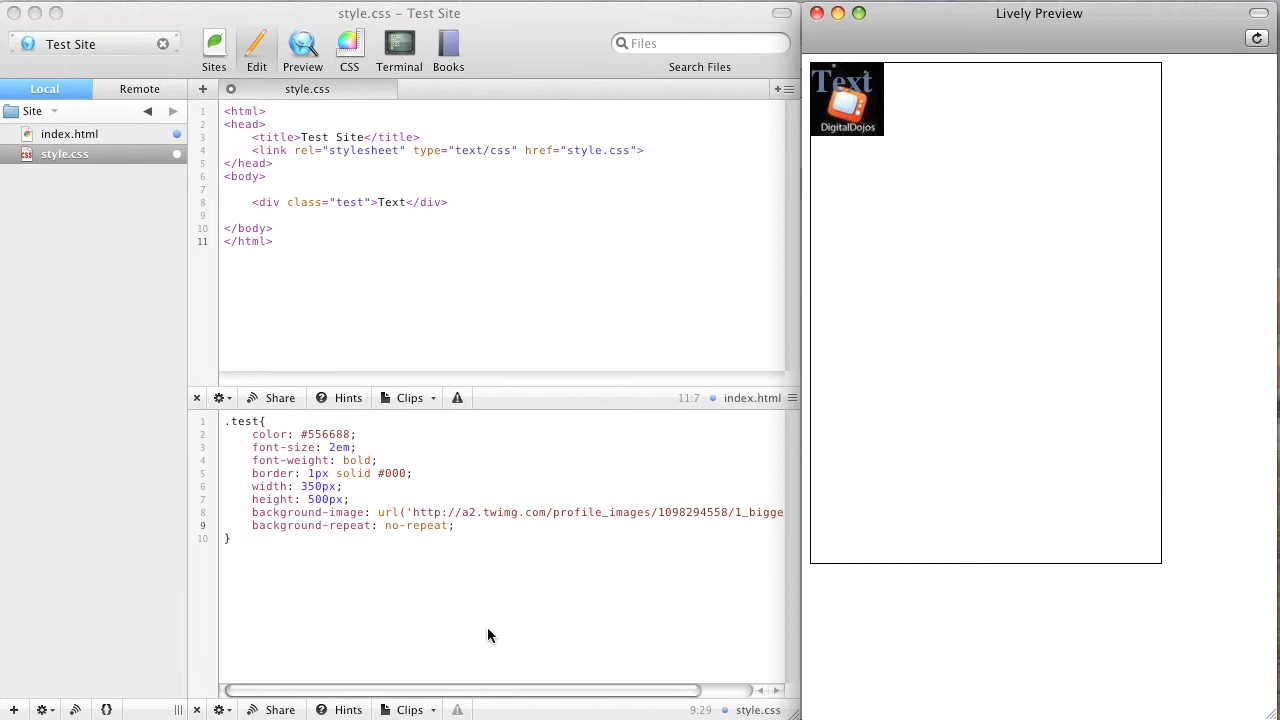 style.css – Test Site
Test Site
Sites
Edit
Preview
CSS
Terminal
Books
Files
Search Files
Local
Remote
style.css
Site
index.html
style.css
1 <html>
2 <head>
3 <title>Test Site</title>
4 <link rel="stylesheet" type="text/css" href="style.css">
5 </head>
6 <body>
7
8 <div class="test">Text</div>
9
10 </body>
11 </html>
Share
Hints
Clips
11:7
index.html
1 .test{
2 color: #556688;
3 font-size: 2em;
4 font-weight: bold;
5 border: 1px solid #000;
6 width: 350px;
7 height: 500px;
8 background-image: url('http://a2.twimg.com/profile_images/1098294558/1_bigge
9 background-repeat: no-repeat;
10 }
Share
Hints
Clips
9:29
style.css
Lively Preview
Text
DigitalDojos